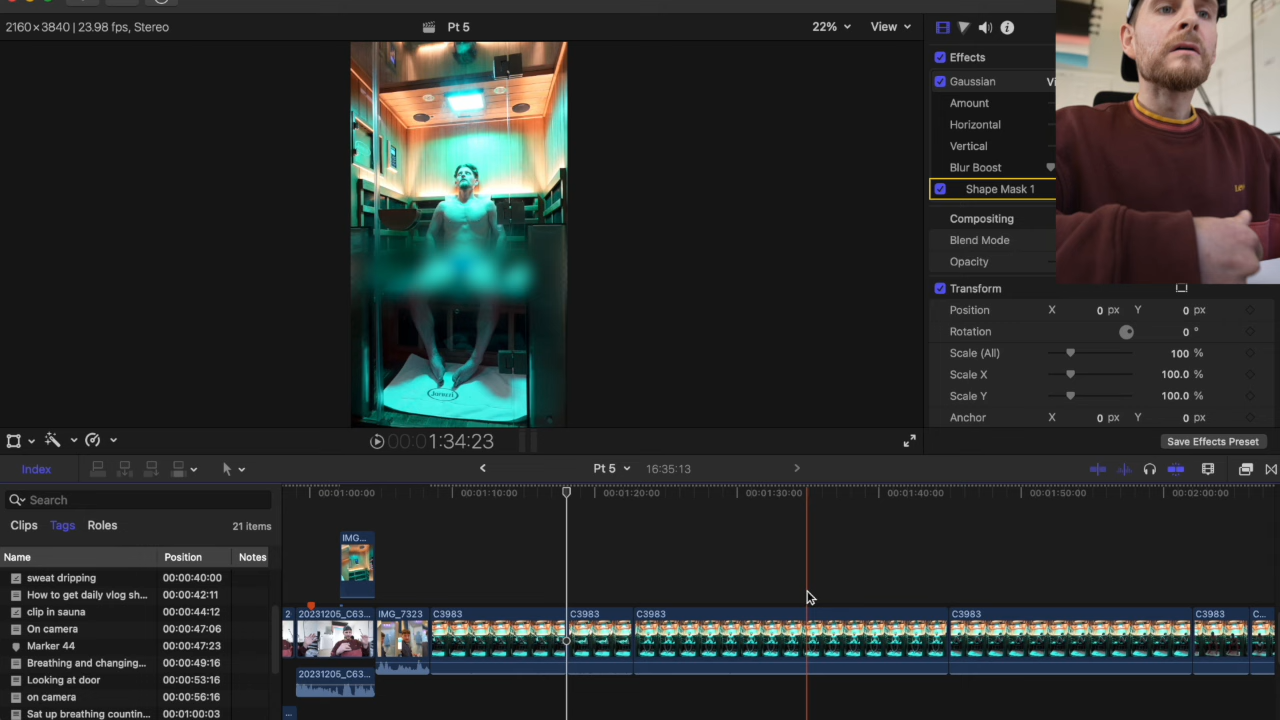 2160×3840 | 23.98 fps, Stereo
Pt 5
22%
View
Effects
Gaussian
Amount
Horizontal
Vertical
Blur Boost
Shape Mask 1
Compositing
Blend Mode
Opacity
Transform
Position X 0 px Y 0 px
Rotation 0 °
Scale (All) 100 %
Scale X 100.0 %
Scale Y 100.0 %
Anchor X 0 px Y 0 px
00:01:34:23
Save Effects Preset
Index
Pt 5
16:35:13
Search
Clips Tags Roles 21 items
Name Position Notes
sweat dripping 00:00:40:00
How to get daily vlog sh... 00:00:42:11
clip in sauna 00:00:44:12
On camera 00:00:47:06
Marker 44 00:00:47:23
Breathing and changing... 00:00:49:16
Looking at door 00:00:53:16
on camera 00:00:56:16
Sat up breathing countin... 00:01:00:03
00:01:00:00 00:01:10:00 00:01:20:00 00:01:30:00 00:01:40:00 00:01:50:00 00:02:00:00
IMG...
2. 20231205_C63... IMG_7323 C3983 C3983 C3983 C3983 C3983 C...
20231205_C63...
...